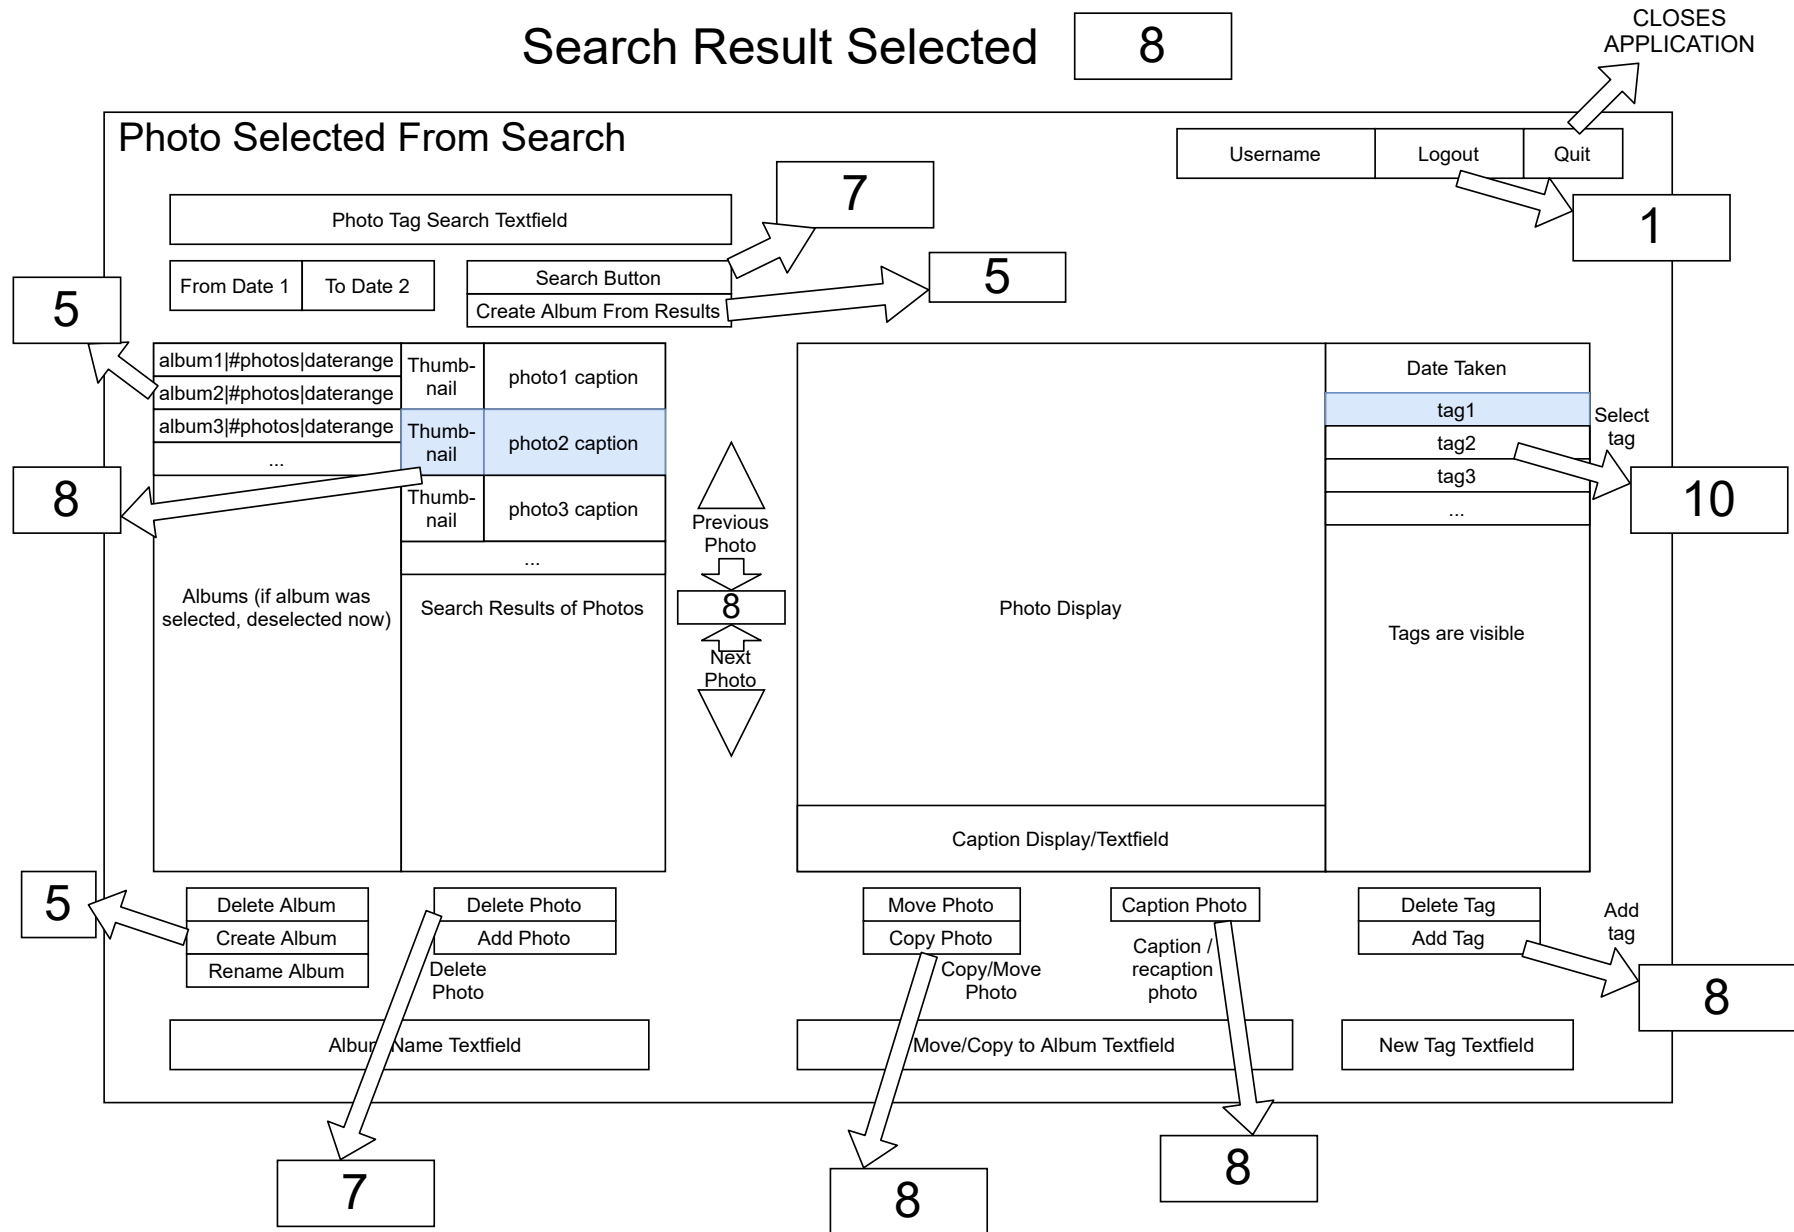 Search Result Selected
8
CLOSES
APPLICATION
Photo Selected From Search
Username
Logout
Quit
7
1
Photo Tag Search Textfield
5
From Date 1
To Date 2
Search Button
Create Album From Results
5
album1|#photos|daterange
album2|#photos|daterange
album3|#photos|daterange
...
Thumb-
nail
photo1 caption
Thumb-
nail
photo2 caption
Thumb-
nail
photo3 caption
...
8
Albums (if album was
selected, deselected now)
Search Results of Photos
Previous
Photo
8
Next
Photo
Photo Display
Caption Display/Textfield
Date Taken
tag1
tag2
tag3
...
Select
tag
10
Tags are visible
5
Delete Album
Create Album
Rename Album
Delete Photo
Add Photo
Delete
Photo
Move Photo
Copy Photo
Copy/Move
Photo
Caption Photo
Caption /
recaption
photo
Delete Tag
Add Tag
Add
tag
8
Album Name Textfield
Move/Copy to Album Textfield
New Tag Textfield
7
8
8